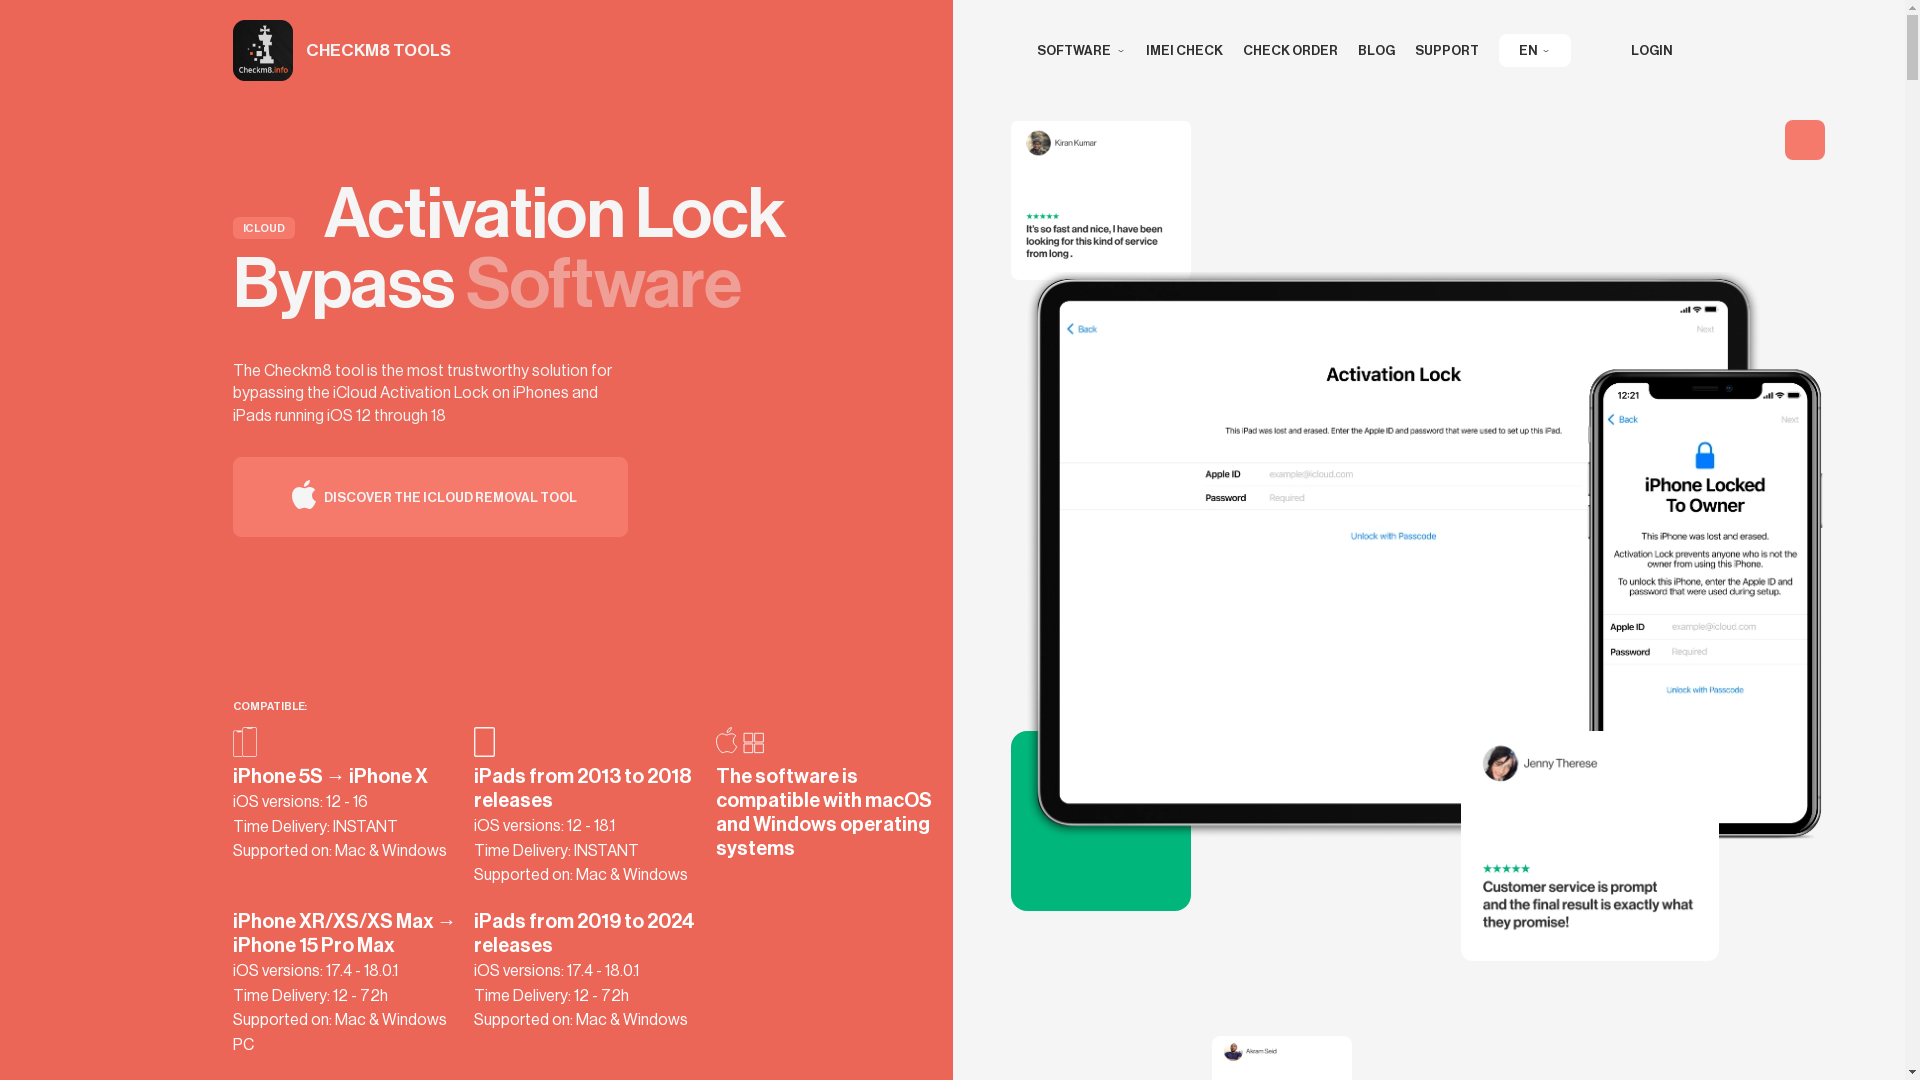 Checkm8.info
CHECKM8 TOOLS
SOFTWARE
IMEI CHECK
CHECK ORDER
BLOG
SUPPORT
EN
LOGIN
ICLOUD
Activation Lock
Bypass Software
The Checkm8 tool is the most trustworthy solution for
bypassing the iCloud Activation Lock on iPhones and
iPads running iOS 12 through 18
DISCOVER THE ICLOUD REMOVAL TOOL
COMPATIBLE:
iPhone 5S → iPhone X
iOS versions: 12 - 16
Time Delivery: INSTANT
Supported on: Mac & Windows
iPads from 2013 to 2018
releases
iOS versions: 12 - 18.1
Time Delivery: INSTANT
Supported on: Mac & Windows
The software is
compatible with macOS
and Windows operating
systems
iPhone XR/XS/XS Max →
iPhone 15 Pro Max
iOS versions: 17.4 - 18.0.1
Time Delivery: 12 - 72h
Supported on: Mac & Windows
PC
iPads from 2019 to 2024
releases
iOS versions: 17.4 - 18.0.1
Time Delivery: 12 - 72h
Supported on: Mac & Windows
Kiran Kumar
It's so fast and nice, I have been
looking for this kind of service
from long .
Back
Next
Activation Lock
This iPad was lost and erased. Enter the Apple ID and password that were used to set up this iPad.
Apple ID example@icloud.com
Password Required
Unlock with Passcode
12:21
Back
Next
iPhone Locked
To Owner
This iPhone was lost and erased.
Activation Lock prevents anyone who is not the
owner from using this iPhone.
To unlock this iPhone, enter the Apple ID and
password that were used during setup.
Apple ID example@icloud.com
Password Required
Unlock with Passcode
Jenny Therese
Customer service is prompt
and the final result is exactly what
they promise!
Akram Seid